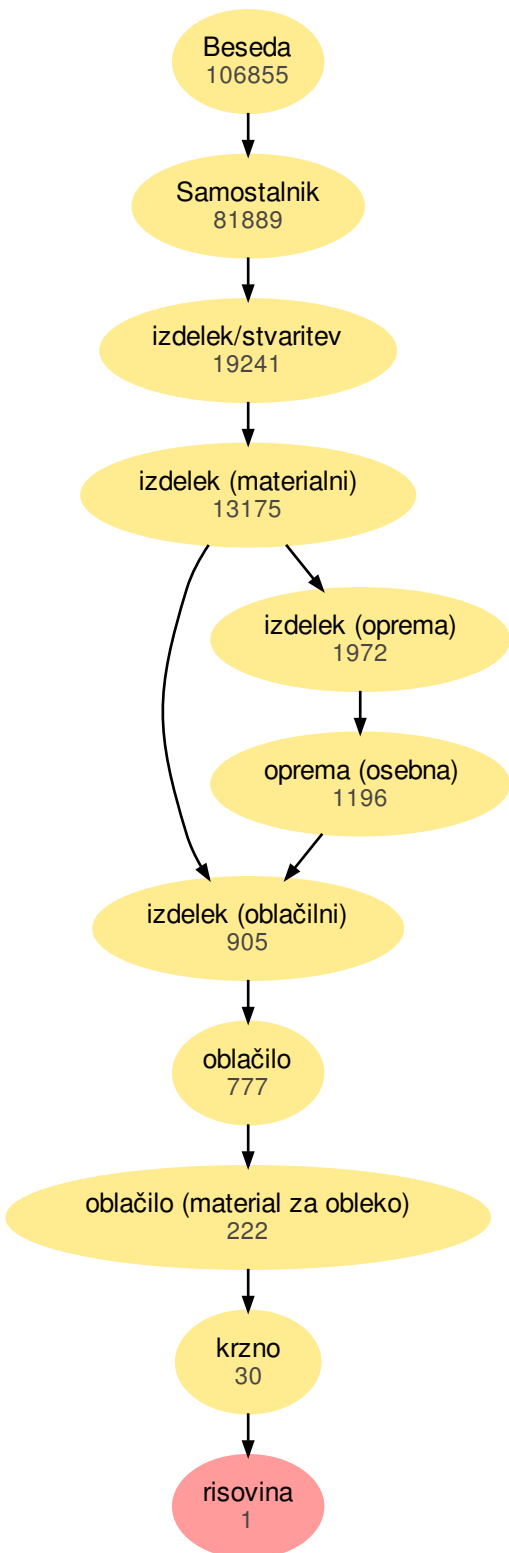 Beseda
106855
Samostalnik
81889
izdelek/stvaritev
19241
izdelek (materialni)
13175
izdelek (oprema)
1972
oprema (osebna)
1196
izdelek (oblačilni)
905
oblačilo
777
oblačilo (material za obleko)
222
krzno
30
risovina
1